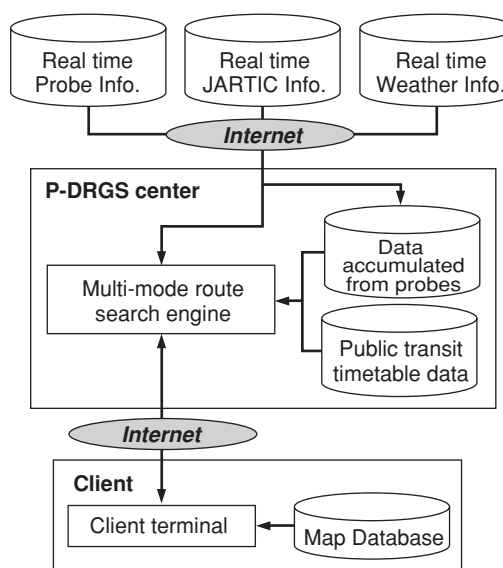 Real time
Probe Info.
Real time
JARTIC Info.
Real time
Weather Info.
Internet
P-DRGS center
Data
accumulated
from probes
Multi-mode route
search engine
Public transit
timetable data
Internet
Client
Client terminal
Map Database